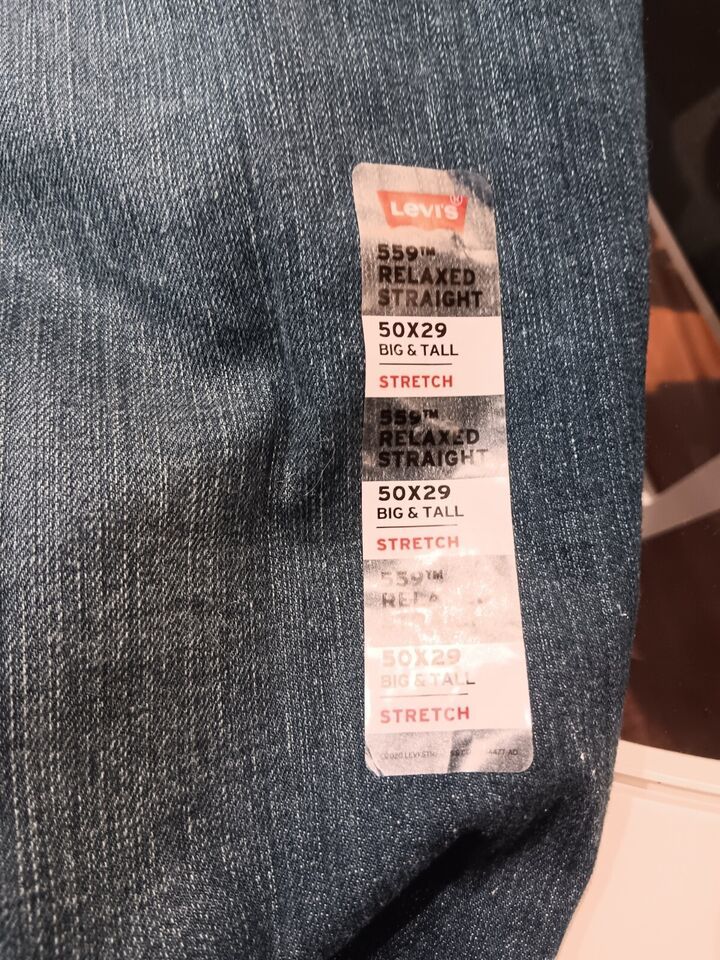 Levi's®
559™
RELAXED
STRAIGHT
50X29
BIG & TALL
STRETCH
559™
RELAXED
STRAIGHT
50X29
BIG & TALL
STRETCH
559™
50X29
BIG & TALL
STRETCH